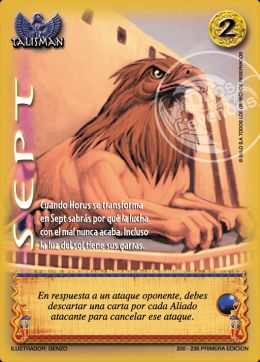 TALISMAN
2
SEPT
Cuando Horus se transforma
en Sept sabrás por qué la lucha
con el mal nunca acaba. Incluso
la luz del sol tiene sus garras.
En respuesta a un ataque oponente, debes
descartar una carta por cada Aliado
atacante para cancelar ese ataque.
ILUSTRADOR: GENZO
200 - 236 PRIMERA EDICION